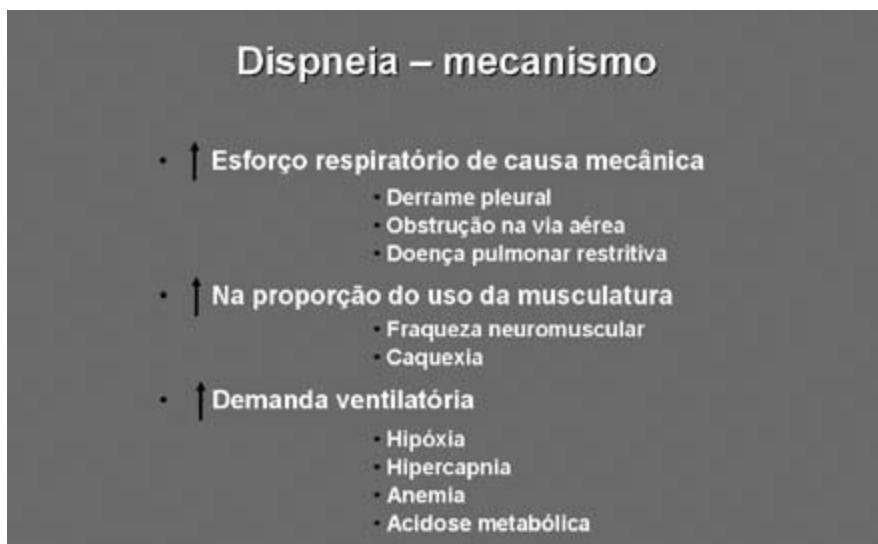 Dispneia – mecanismo
• ↑ Esforço respiratório de causa mecânica
• Derrame pleural
• Obstrução na via aérea
• Doença pulmonar restritiva
• ↑ Na proporção do uso da musculatura
• Fraqueza neuromuscular
• Caquexia
• ↑ Demanda ventilatória
• Hipóxia
• Hipercapnia
• Anemia
• Acidose metabólica